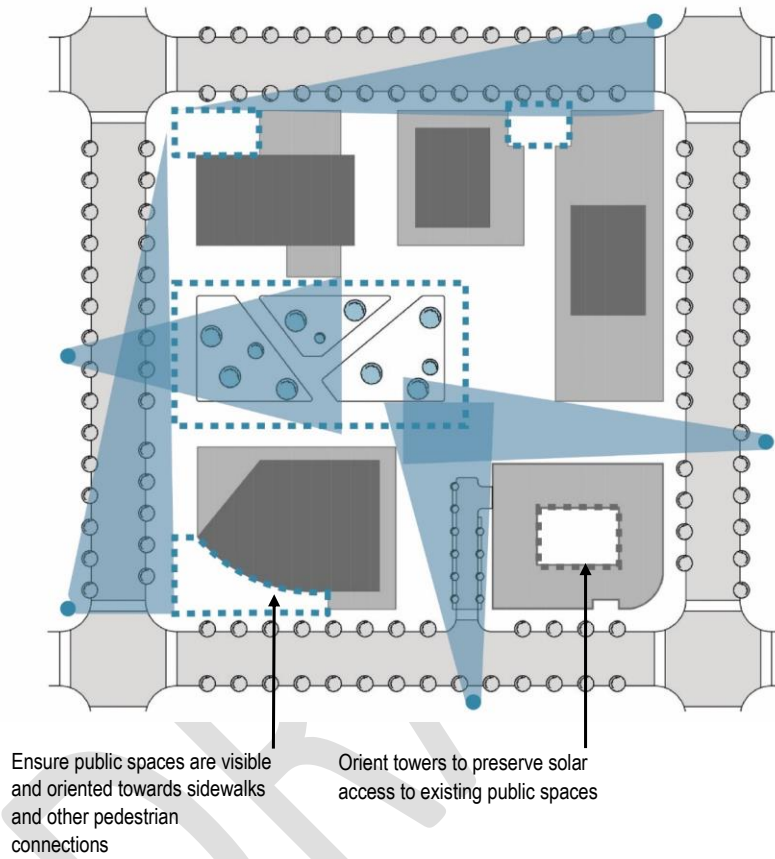 Ensure public spaces are visible
and oriented towards sidewalks
and other pedestrian
connections
Orient towers to preserve solar
access to existing public spaces